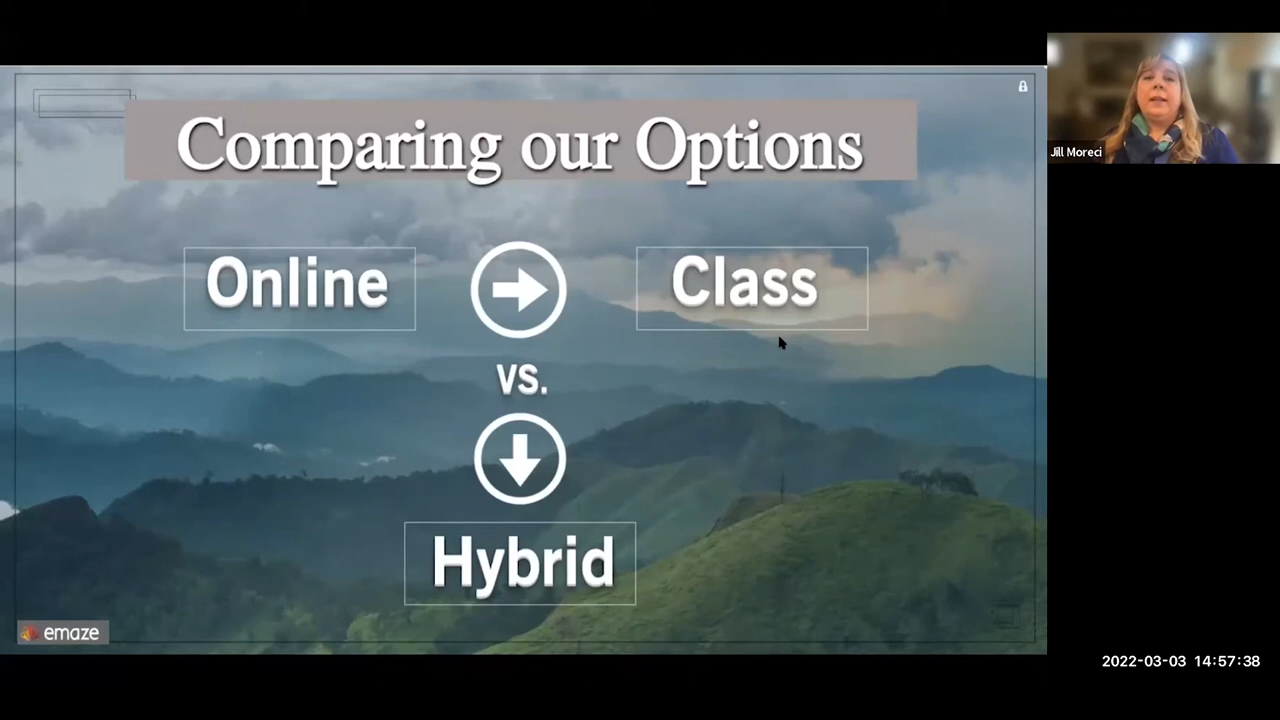 Comparing our Options
Online
Class
vs.
Hybrid
emaze
Jill Moreci
2022-03-03 14:57:38